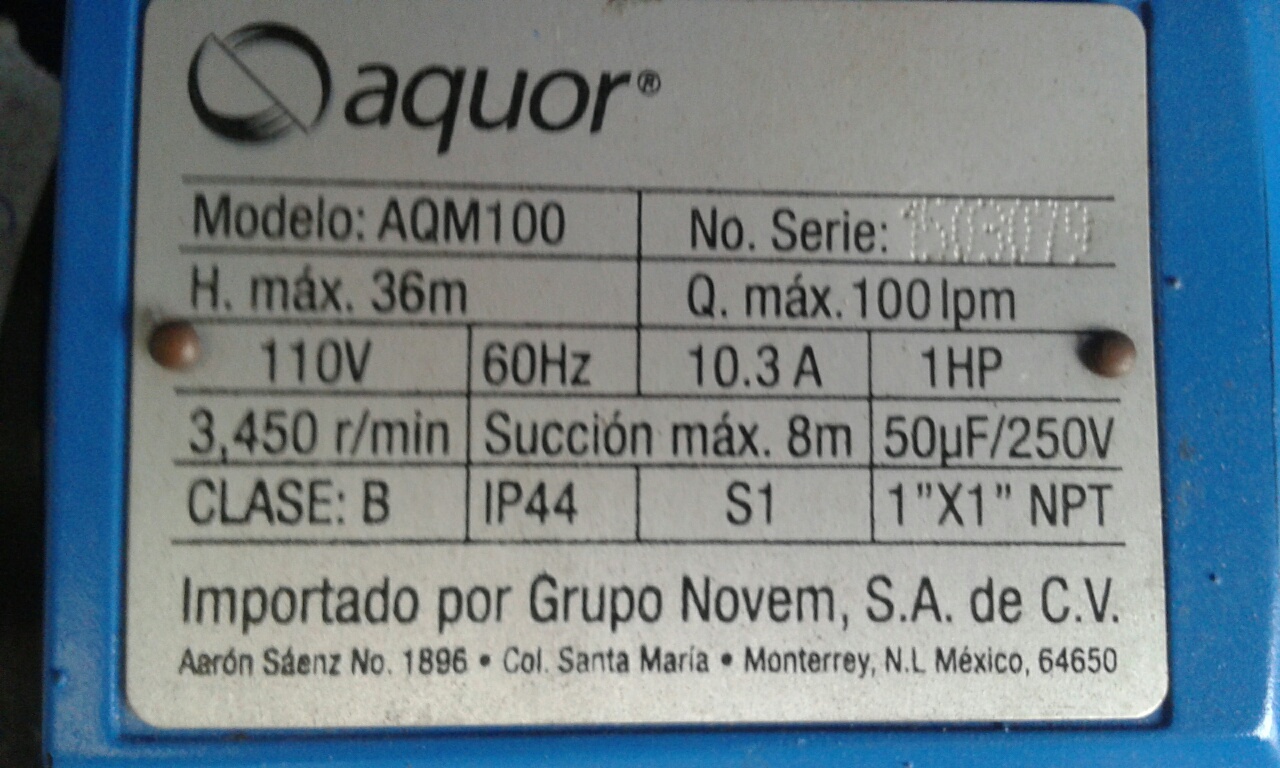 aquor®
Modelo: AQM100 No. Serie:
H. máx. 36m Q. máx. 100 lpm
110V 60Hz 10.3 A 1HP
3,450 r/min Succión máx. 8m 50µF/250V
CLASE: B IP44 S1 1”X1” NPT
Importado por Grupo Novem, S.A. de C.V.
Aarón Sáenz No. 1896 • Col. Santa María • Monterrey, N.L México, 64650